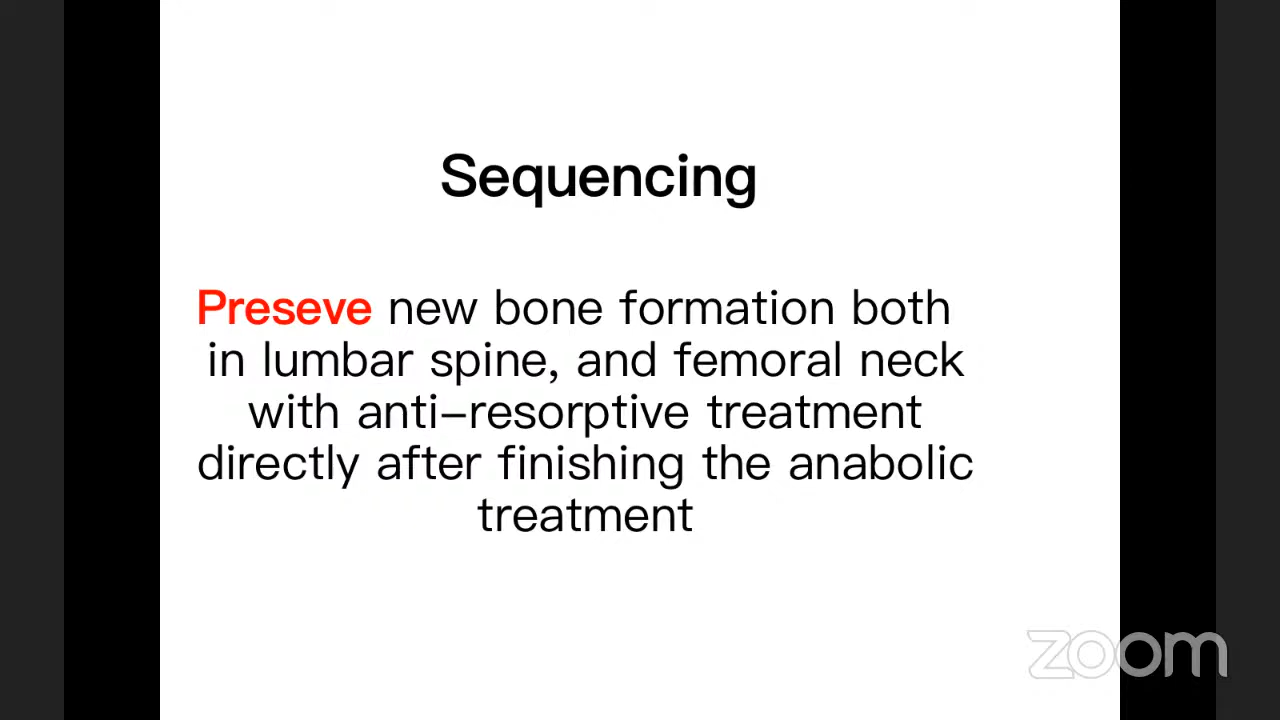 Sequencing
Preseve new bone formation both
in lumbar spine, and femoral neck
with anti-resorptive treatment
directly after finishing the anabolic
treatment
zoom